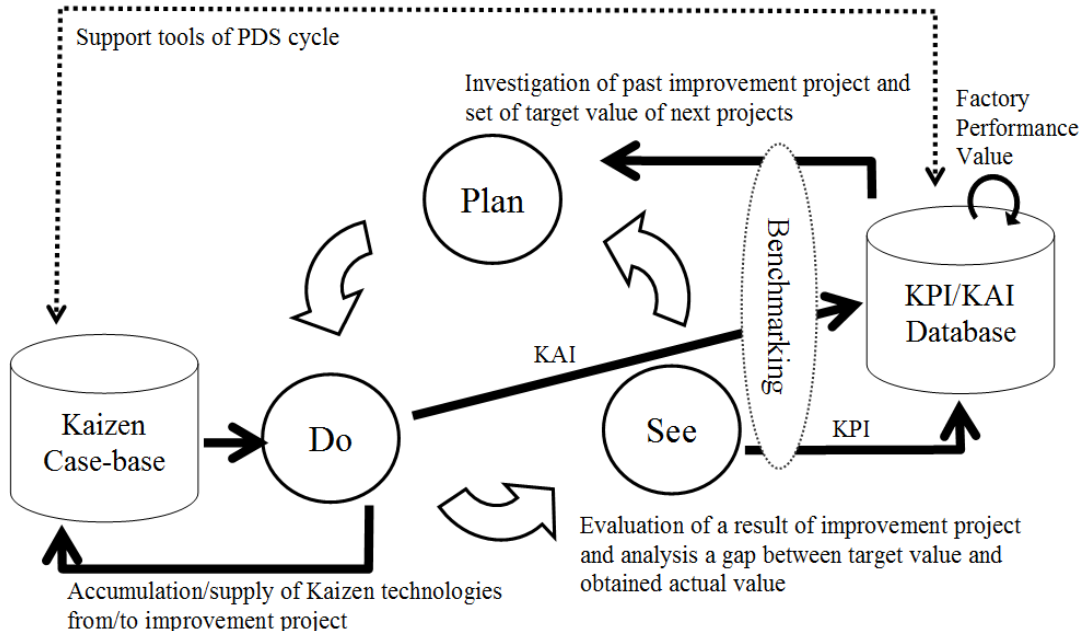 Support tools of PDS cycle
Investigation of past improvement project and
set of target value of next projects
Factory
Performance
Value
Plan
Benchmarking
KPI/KAI
Database
KAI
Kaizen
Case-base
Do
See
KPI
Evaluation of a result of improvement project
and analysis a gap between target value and
obtained actual value
Accumulation/supply of Kaizen technologies
from/to improvement project